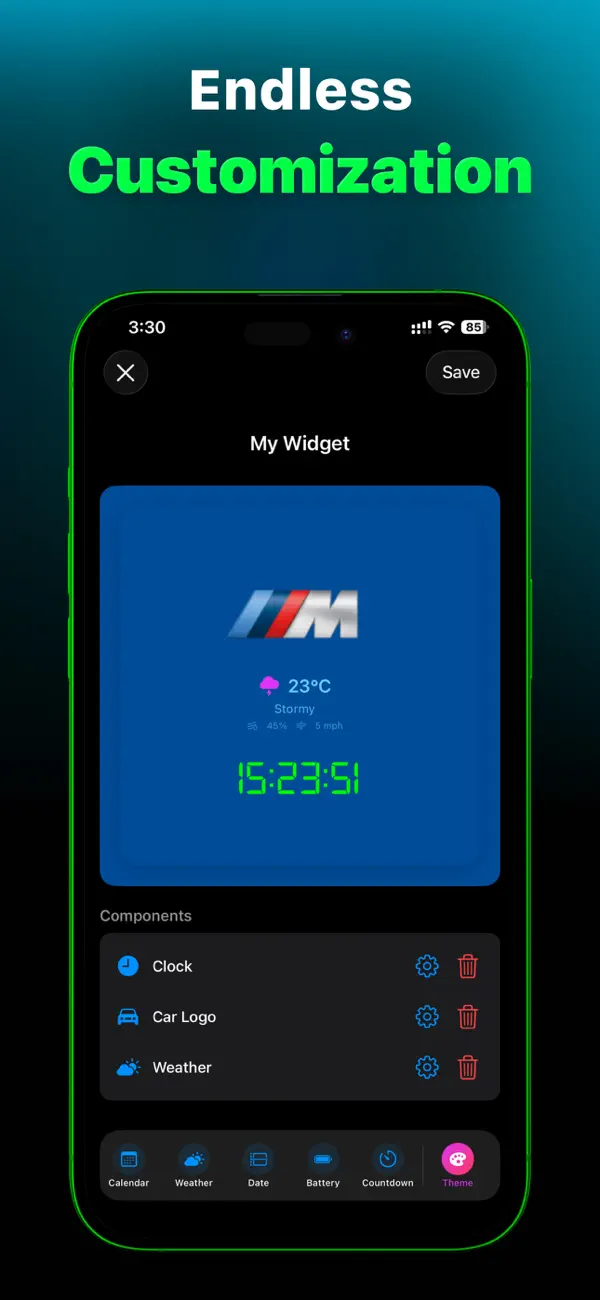 Endless
Customization
3:30
85
Save
My Widget
M
23°C
Stormy
45% 5 mph
15:23:51
Components
Clock
Car Logo
Weather
Calendar Weather Date Battery Countdown Theme